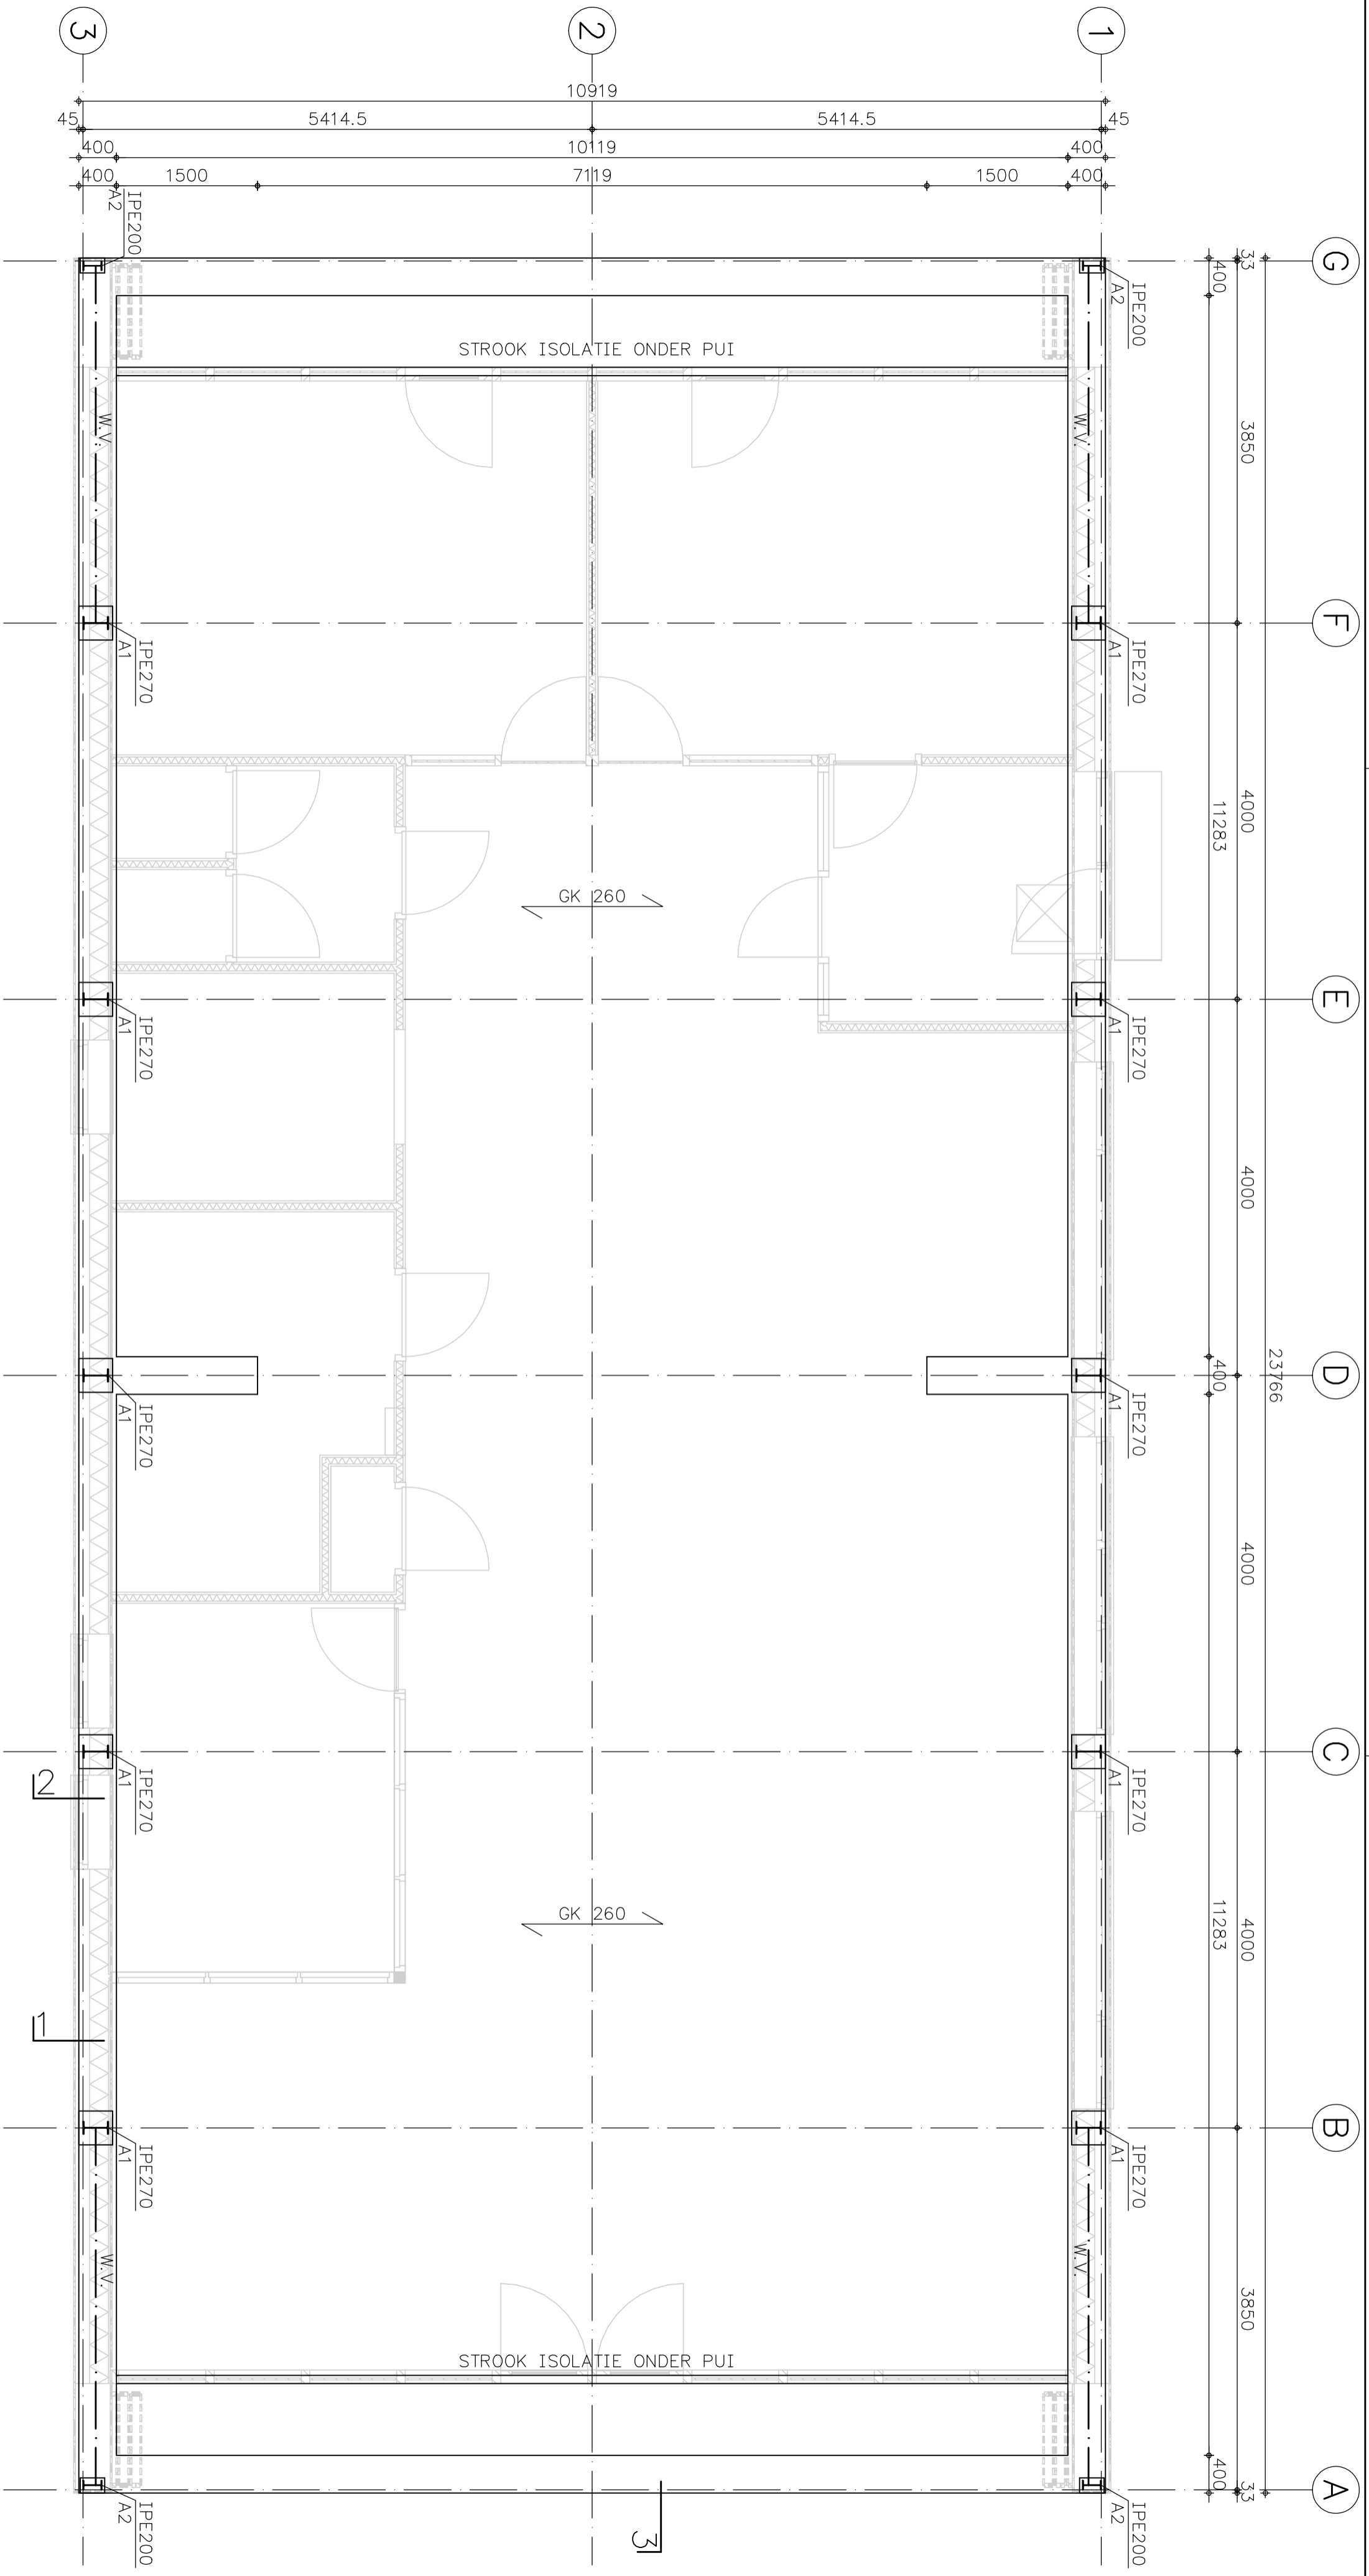 3
2
1
10919
45
5414.5
5414.5
45
400
10119
400
400
1500
7119
1500
400
G
F
E
D
C
B
A
33
3850
4000
4000
4000
4000
3850
33
400
11283
400
11283
400
23766
IPE200
A2
IPE200
A2
STROOK ISOLATIE ONDER PUI
W.V.
W.V.
IPE270
A1
IPE270
A1
GK 260
IPE270
A1
IPE270
A1
IPE270
A1
IPE270
A1
IPE270
A1
IPE270
A1
2
GK 260
1
IPE270
A1
IPE270
A1
W.V.
W.V.
STROOK ISOLATIE ONDER PUI
IPE200
A2
IPE200
A2
3